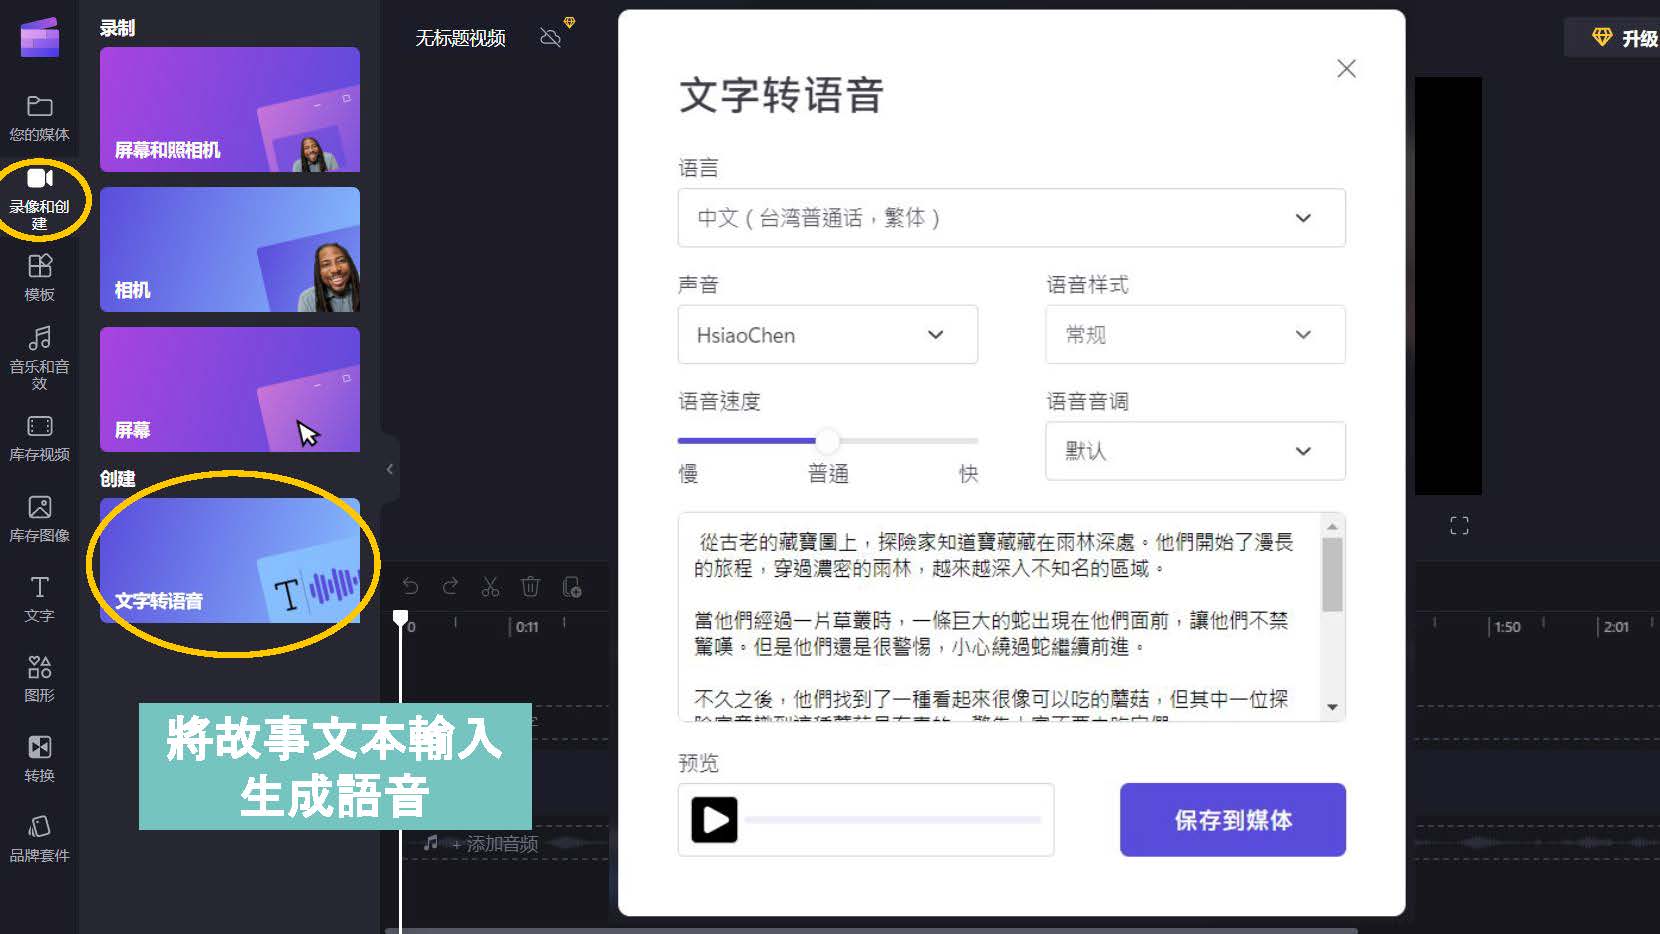 您的媒体
录像和创
建
模板
音乐和音
效
库存视频
库存图像
文字
图形
转换
品牌套件
录制
屏幕和照相机
相机
屏幕
创建
文字转语音
无标题视频
升级
文字转语音
语言
中文（台湾普通话，繁体）
声音
语音样式
HsiaoChen
常规
语音速度
语音音调
慢
普通
快
默认
從古老的藏寶圖上，探險家知道寶藏藏在雨林深處。他們開始了漫長
的旅程，穿過濃密的雨林，越來越深入不知名的區域。
當他們經過一片草叢時，一條巨大的蛇出現在他們面前，讓他們不禁
驚嘆。但是他們還是很警惕，小心繞過蛇繼續前進。
不久之後，他們找到了一種看起來很像可以吃的蘑菇，但其中一位探
预览
保存到媒体
0
0:11
1:50
2:01
將故事文本輸入
生成語音
+ 添加音频